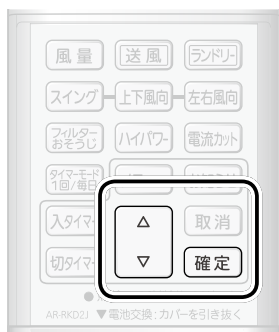 風量 送風 ランドリー
スイング 上下風向 左右風向
フィルターおそうじ ハイパワー 電流カット
タイマーモード 1回/毎日
入タイマー △ 取消
切タイマー ▽ 確定
AR-RKD2J ▼電池交換:カバーを引き抜く